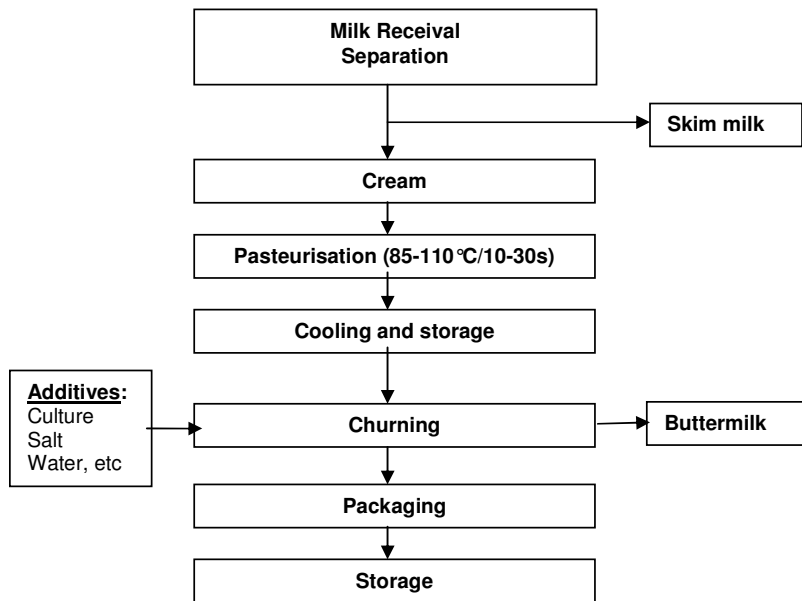 Milk Receival
Separation
Skim milk
Cream
Pasteurisation (85-110°C/10-30s)
Cooling and storage
Additives:
Culture
Salt
Water, etc
Churning
Buttermilk
Packaging
Storage